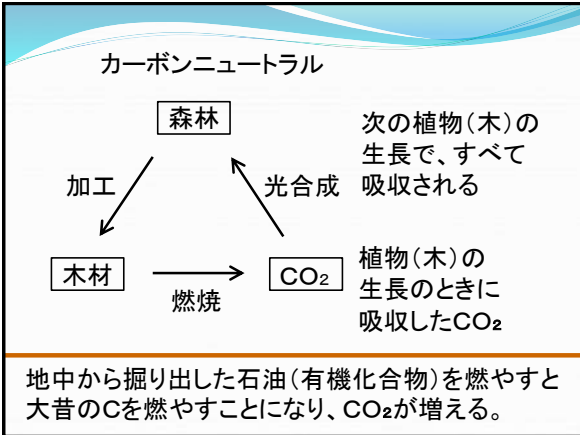 カーボンニュートラル
森林
次の植物（木）の
生長で、すべて
吸収される
加工
光合成
木材
燃焼
CO₂
植物（木）の
生長のときに
吸収したCO₂
地中から掘り出した石油（有機化合物）を燃やすと
大昔のCを燃やすことになり、CO₂が増える。